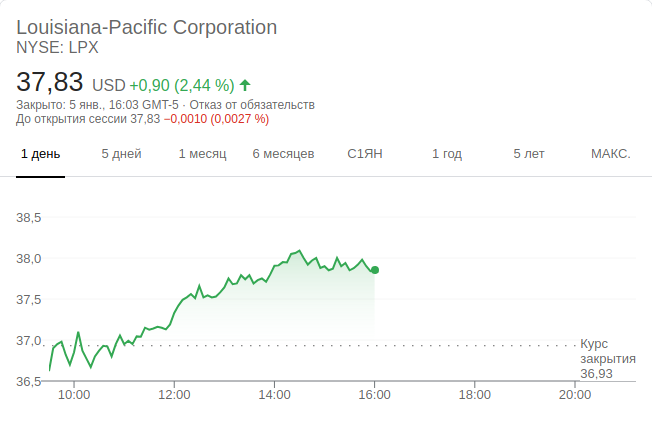 Louisiana-Pacific Corporation
NYSE: LPX
37,83 USD +0,90 (2,44 %)
Закрыто: 5 янв., 16:03 GMT-5 · Отказ от обязательств
До открытия сессии 37,83 −0,0010 (0,0027 %)
1 день 5 дней 1 месяц 6 месяцев С1ЯН 1 год 5 лет МАКС.
38,5
38,0
37,5
37,0
Курс
закрытия
36,93
36,5
10:00 12:00 14:00 16:00 18:00 20:00